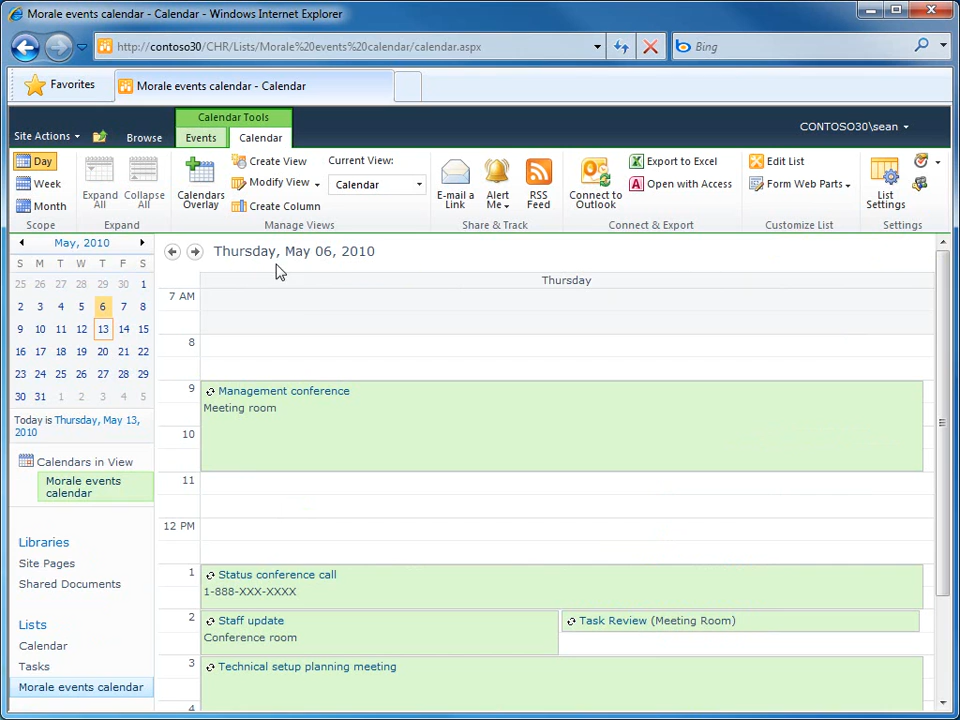 Morale events calendar - Calendar - Windows Internet Explorer
http://contoso30/CHR/Lists/Morale%20events%20calendar/calendar.aspx
Bing
Favorites
Morale events calendar - Calendar
Calendar Tools
Site Actions
Browse
Events
Calendar
CONTOSO30\sean
Day
Week
Month
Scope
Expand All
Collapse All
Expand
Calendars Overlay
Create View
Modify View
Create Column
Current View:
Calendar
Manage Views
E-mail a Link
Alert Me
RSS Feed
Share & Track
Connect to Outlook
Export to Excel
Open with Access
Connect & Export
Edit List
Form Web Parts
Customize List
List Settings
Settings
May, 2010
S M T W T F S
25 26 27 28 29 30 1
2 3 4 5 6 7 8
9 10 11 12 13 14 15
16 17 18 19 20 21 22
23 24 25 26 27 28 29
30 31 1 2 3 4 5
Today is Thursday, May 13,
2010
Calendars in View
Morale events
calendar
Libraries
Site Pages
Shared Documents
Lists
Calendar
Tasks
Morale events calendar
Thursday, May 06, 2010
Thursday
7 AM
8
9
Management conference
Meeting room
10
11
12 PM
1
Status conference call
1-888-XXX-XXXX
2
Staff update
Conference room
Task Review (Meeting Room)
3
Technical setup planning meeting
4